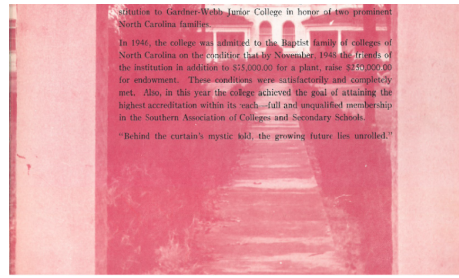 stitution to Gardner-Webb Junior College in honor of two prominent
North Carolina families.
In 1946, the college was admitted to the Baptist family of colleges of
North Carolina on the condition that by November, 1948 the friends of
the institution in addition to $75,000.00 for a plant, raise $250,000.00
for endowment. These conditions were satisfactorily and completely
met. Also, in this year the college achieved the goal of attaining the
highest accreditation within its reach—full and unqualified membership
in the Southern Association of Colleges and Secondary Schools.
"Behind the curtain's mystic fold, the growing future lies unrolled."